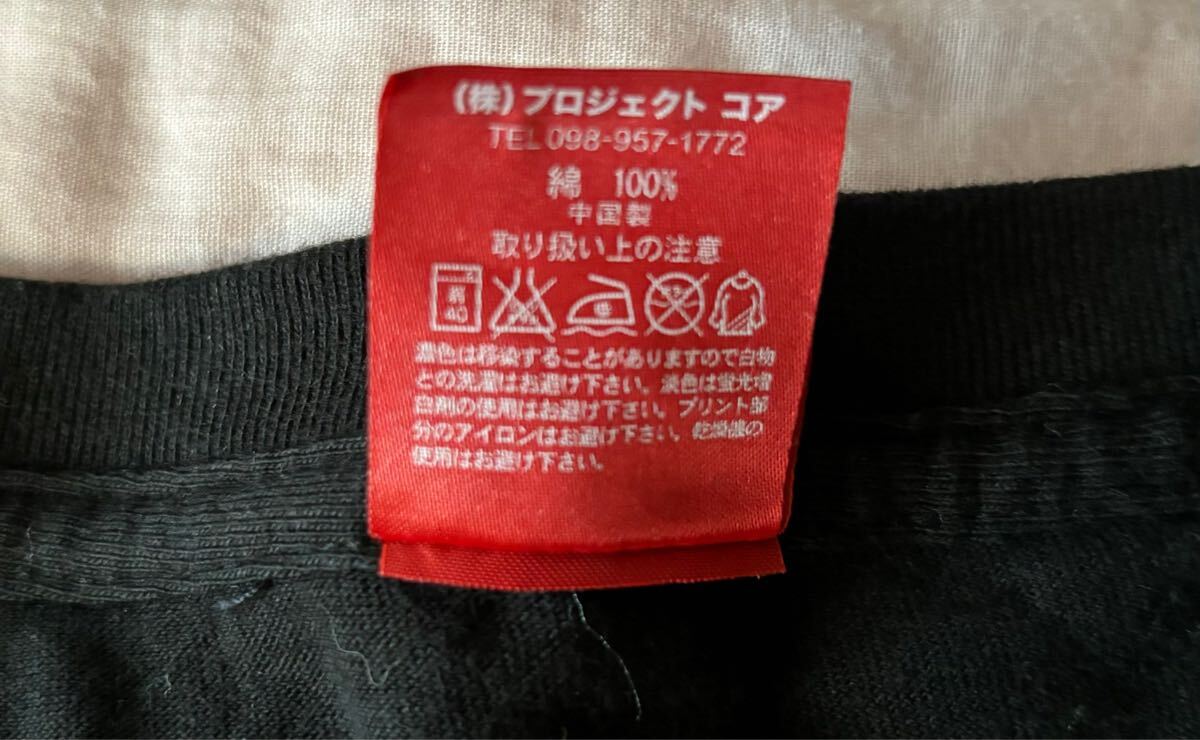 (株)プロジェクト コア
TEL 098-957-1772
綿 100%
中国製
取り扱い上の注意
弱
40
濃色は移染することがありますので白物
との洗濯はお避け下さい。淡色は蛍光増
白剤の使用はお避け下さい。プリント部
分のアイロンはお避け下さい。乾燥機の
使用はお避け下さい。